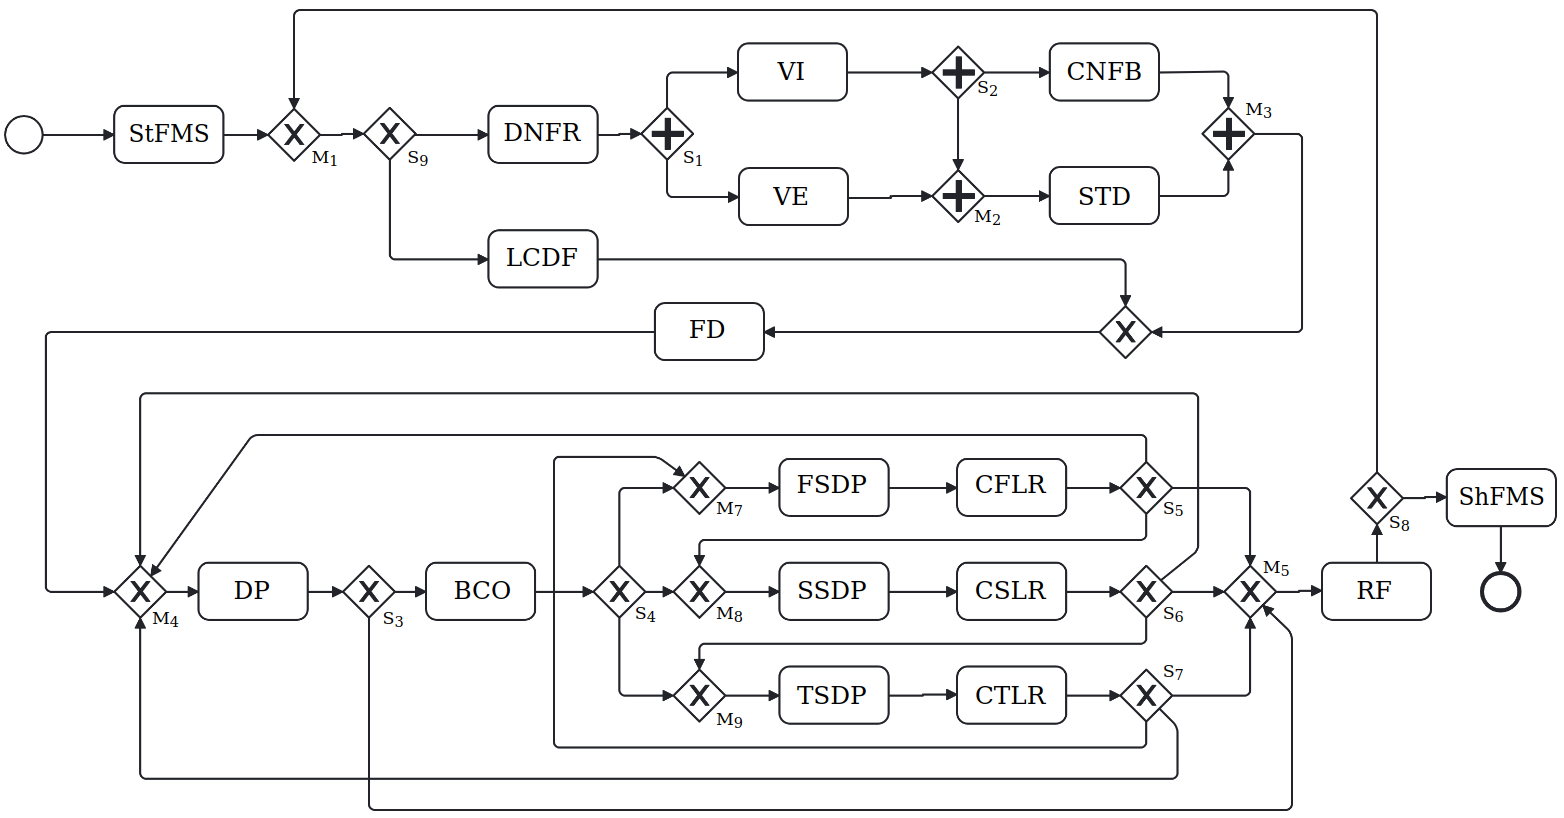 VI
CNFB
S2
M3
StFMS
M1
S9
DNFR
S1
VE
M2
STD
LCDF
FD
M7
FSDP
CFLR
S5
S8
ShFMS
M4
DP
S3
BCO
S4
M8
SSDP
CSLR
S6
M5
RF
M9
TSDP
CTLR
S7